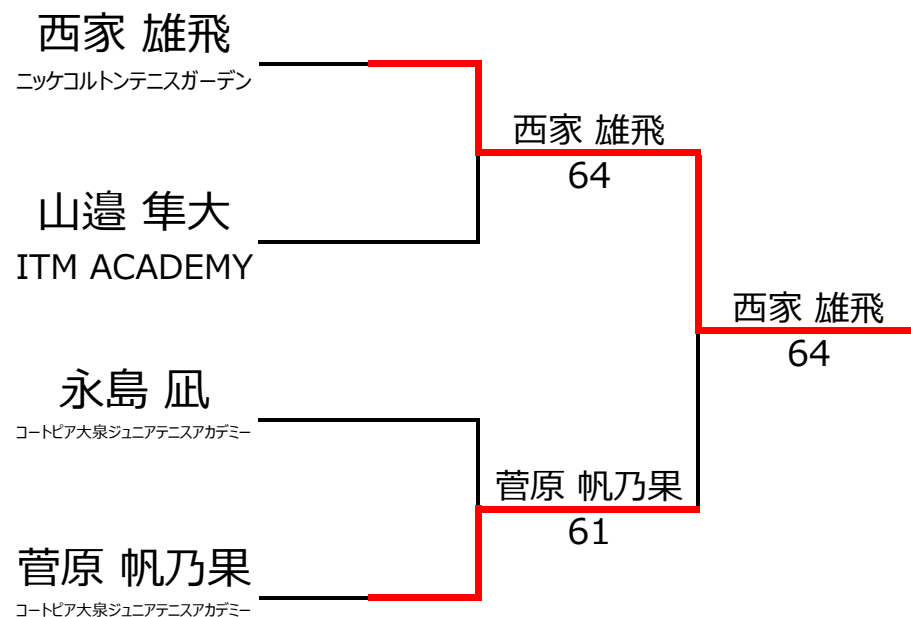 西家 雄飛
ニッケコルトンテニスガーデン
西家 雄飛
64
山邉 隼大
ITM ACADEMY
西家 雄飛
64
永島 凪
コートピア大泉ジュニアテニスアカデミー
菅原 帆乃果
61
菅原 帆乃果
コートピア大泉ジュニアテニスアカデミー